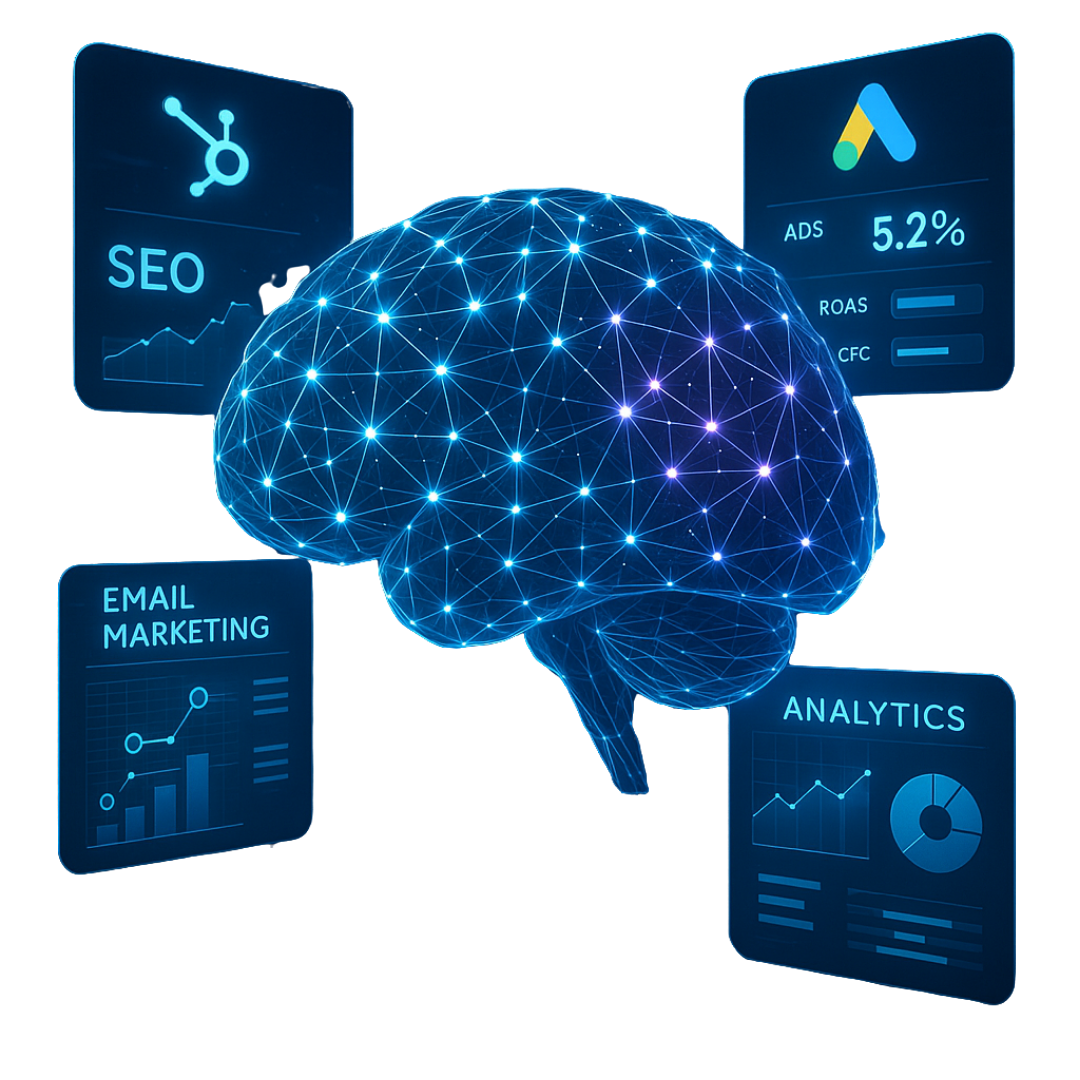 SEO
ADS 5.2%
ROAS
CFC
EMAIL
MARKETING
ANALYTICS